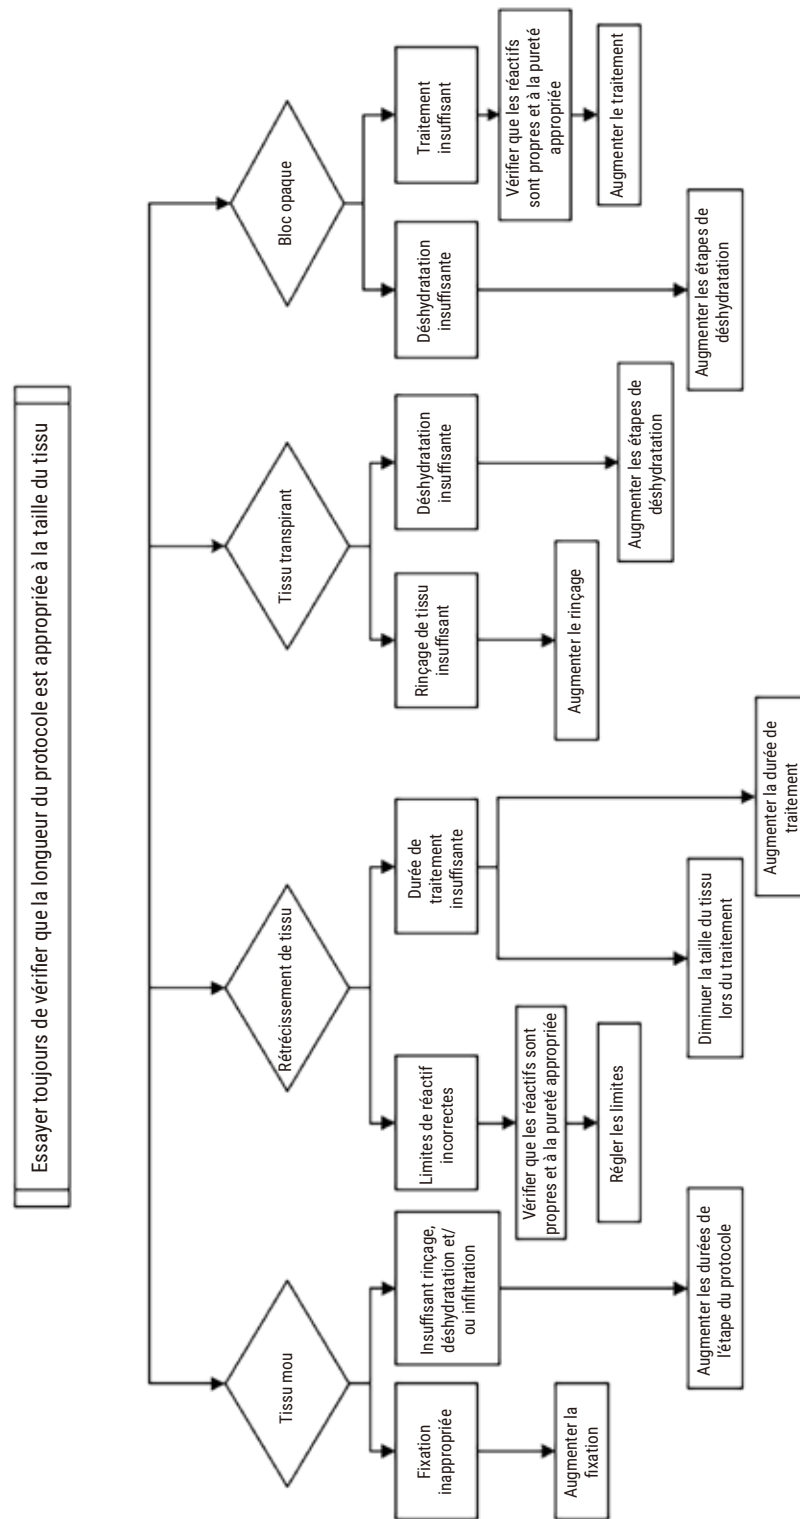 Essayer toujours de vérifier que la longueur du protocole est appropriée à la taille du tissu
Tissu mou
Fixation
inappropriée
Augmenter la
fixation
Insuffisant rinçage,
déshydratation et/
ou infiltration
Augmenter les durées de
l'étape du protocole
Rétrécissement de tissu
Limites de réactif
incorrectes
Vérifier que les réactifs sont
propres et à la pureté appropriée
Régler les limites
Durée de
traitement
insuffisante
Diminuer la taille du tissu
lors du traitement
Augmenter la durée de
traitement
Tissu transpirant
Rinçage de tissu
insuffisant
Augmenter le rinçage
Déshydratation
insuffisante
Augmenter les étapes de
déshydratation
Bloc opaque
Déshydratation
insuffisante
Augmenter les étapes de
déshydratation
Traitement
insuffisant
Vérifier que les réactifs
sont propres et à la pureté
appropriée
Augmenter le traitement